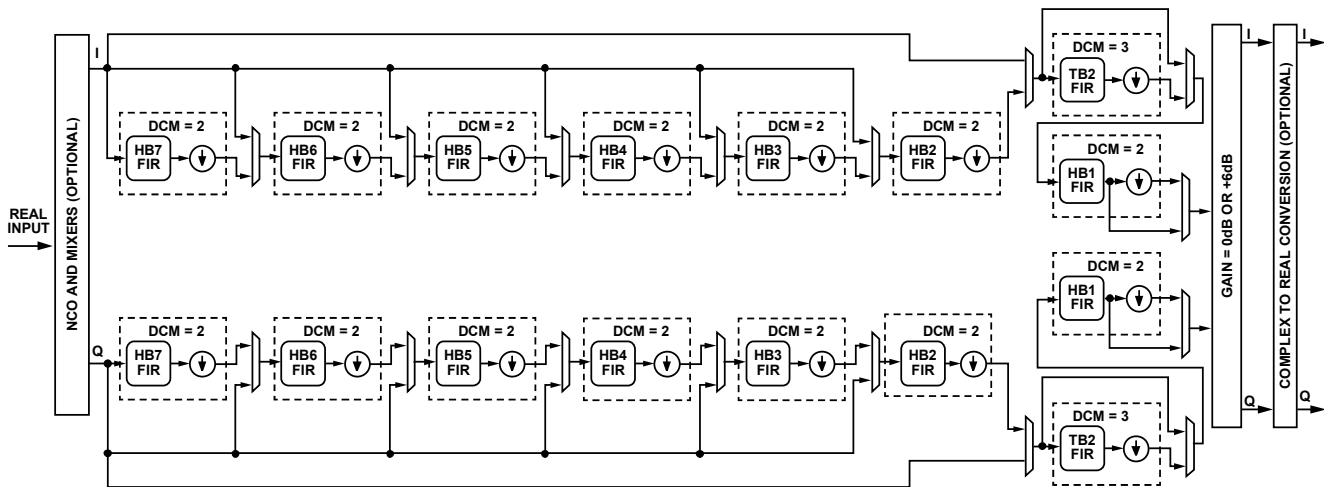 REAL
INPUT
NCO AND MIXERS (OPTIONAL)
I
DCM = 2
HB7
FIR
DCM = 2
HB6
FIR
DCM = 2
HB5
FIR
DCM = 2
HB4
FIR
DCM = 2
HB3
FIR
DCM = 2
HB2
FIR
DCM = 3
TB2
FIR
DCM = 2
HB1
FIR
Q
DCM = 2
HB7
FIR
DCM = 2
HB6
FIR
DCM = 2
HB5
FIR
DCM = 2
HB4
FIR
DCM = 2
HB3
FIR
DCM = 2
HB2
FIR
DCM = 2
HB1
FIR
DCM = 3
TB2
FIR
GAIN = 0dB OR +6dB
I
Q
COMPLEX TO REAL CONVERSION (OPTIONAL)
I
Q